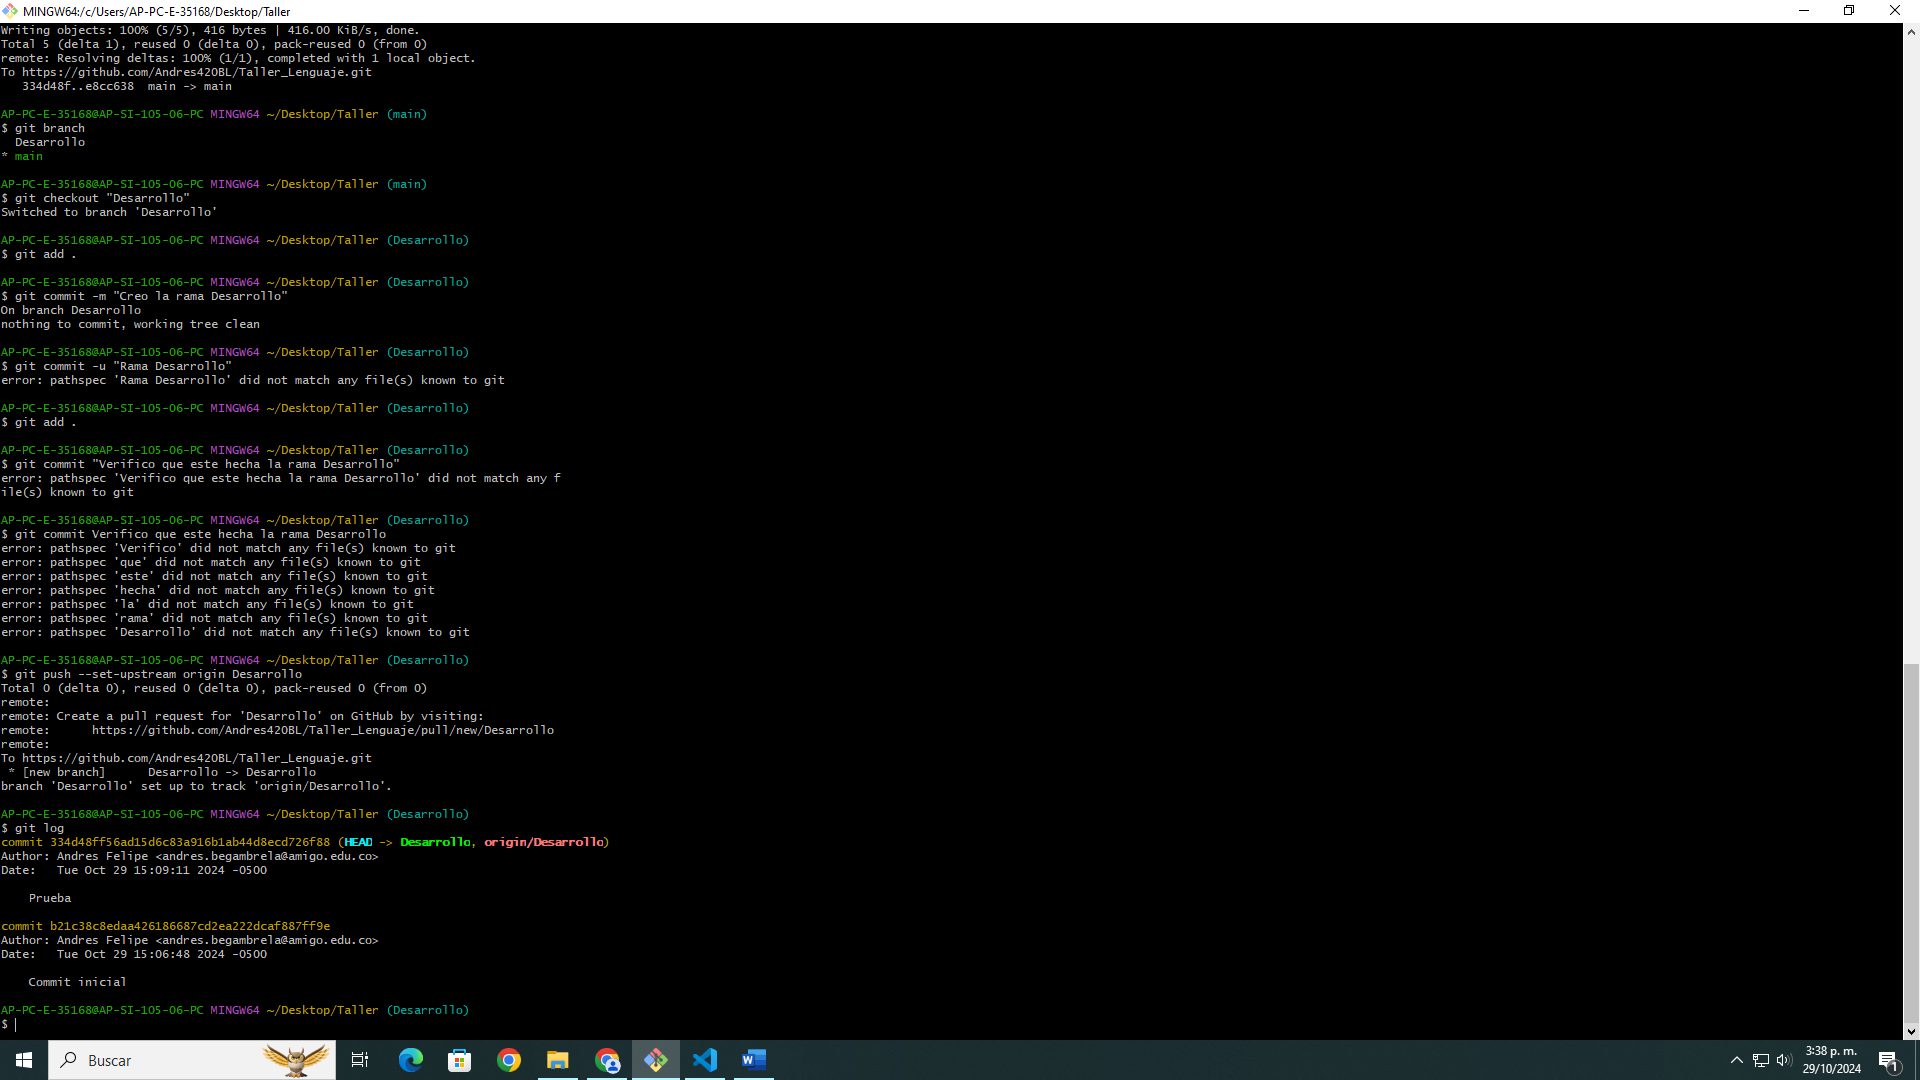 MINGW64:/c/Users/AP-PC-E-35168/Desktop/Taller
Writing objects: 100% (5/5), 416 bytes | 416.00 KiB/s, done.
Total 5 (delta 1), reused 0 (delta 0), pack-reused 0 (from 0)
remote: Resolving deltas: 100% (1/1), completed with 1 local object.
To https://github.com/Andres420BL/Taller_Lenguaje.git
   334d48f..e8cc638  main -> main
AP-PC-E-35168@AP-SI-105-06-PC MINGW64 ~/Desktop/Taller (main)
$ git branch
  Desarrollo
* main
AP-PC-E-35168@AP-SI-105-06-PC MINGW64 ~/Desktop/Taller (main)
$ git checkout "Desarrollo"
Switched to branch 'Desarrollo'
AP-PC-E-35168@AP-SI-105-06-PC MINGW64 ~/Desktop/Taller (Desarrollo)
$ git add .
AP-PC-E-35168@AP-SI-105-06-PC MINGW64 ~/Desktop/Taller (Desarrollo)
$ git commit -m "Creo la rama Desarrollo"
On branch Desarrollo
nothing to commit, working tree clean
AP-PC-E-35168@AP-SI-105-06-PC MINGW64 ~/Desktop/Taller (Desarrollo)
$ git commit -u "Rama Desarrollo"
error: pathspec 'Rama Desarrollo' did not match any file(s) known to git
AP-PC-E-35168@AP-SI-105-06-PC MINGW64 ~/Desktop/Taller (Desarrollo)
$ git add .
AP-PC-E-35168@AP-SI-105-06-PC MINGW64 ~/Desktop/Taller (Desarrollo)
$ git commit "Verifico que este hecha la rama Desarrollo"
error: pathspec 'Verifico que este hecha la rama Desarrollo' did not match any f
ile(s) known to git
AP-PC-E-35168@AP-SI-105-06-PC MINGW64 ~/Desktop/Taller (Desarrollo)
$ git commit Verifico que este hecha la rama Desarrollo
error: pathspec 'Verifico' did not match any file(s) known to git
error: pathspec 'que' did not match any file(s) known to git
error: pathspec 'este' did not match any file(s) known to git
error: pathspec 'hecha' did not match any file(s) known to git
error: pathspec 'la' did not match any file(s) known to git
error: pathspec 'rama' did not match any file(s) known to git
error: pathspec 'Desarrollo' did not match any file(s) known to git
AP-PC-E-35168@AP-SI-105-06-PC MINGW64 ~/Desktop/Taller (Desarrollo)
$ git push --set-upstream origin Desarrollo
Total 0 (delta 0), reused 0 (delta 0), pack-reused 0 (from 0)
remote:
remote: Create a pull request for 'Desarrollo' on GitHub by visiting:
remote:      https://github.com/Andres420BL/Taller_Lenguaje/pull/new/Desarrollo
remote:
To https://github.com/Andres420BL/Taller_Lenguaje.git
 * [new branch]      Desarrollo -> Desarrollo
branch 'Desarrollo' set up to track 'origin/Desarrollo'.
AP-PC-E-35168@AP-SI-105-06-PC MINGW64 ~/Desktop/Taller (Desarrollo)
$ git log
commit 334d48ff56ad15d6c83a916b1ab44d8ecd726f88 (HEAD -> Desarrollo, origin/Desarrollo)
Author: Andres Felipe <andres.begambrela@amigo.edu.co>
Date:   Tue Oct 29 15:09:11 2024 -0500
    Prueba
commit b21c38c8edaa426186687cd2ea222dcaf887ff9e
Author: Andres Felipe <andres.begambrela@amigo.edu.co>
Date:   Tue Oct 29 15:06:48 2024 -0500
    Commit inicial
AP-PC-E-35168@AP-SI-105-06-PC MINGW64 ~/Desktop/Taller (Desarrollo)
$
Buscar
3:38 p. m.
29/10/2024
1